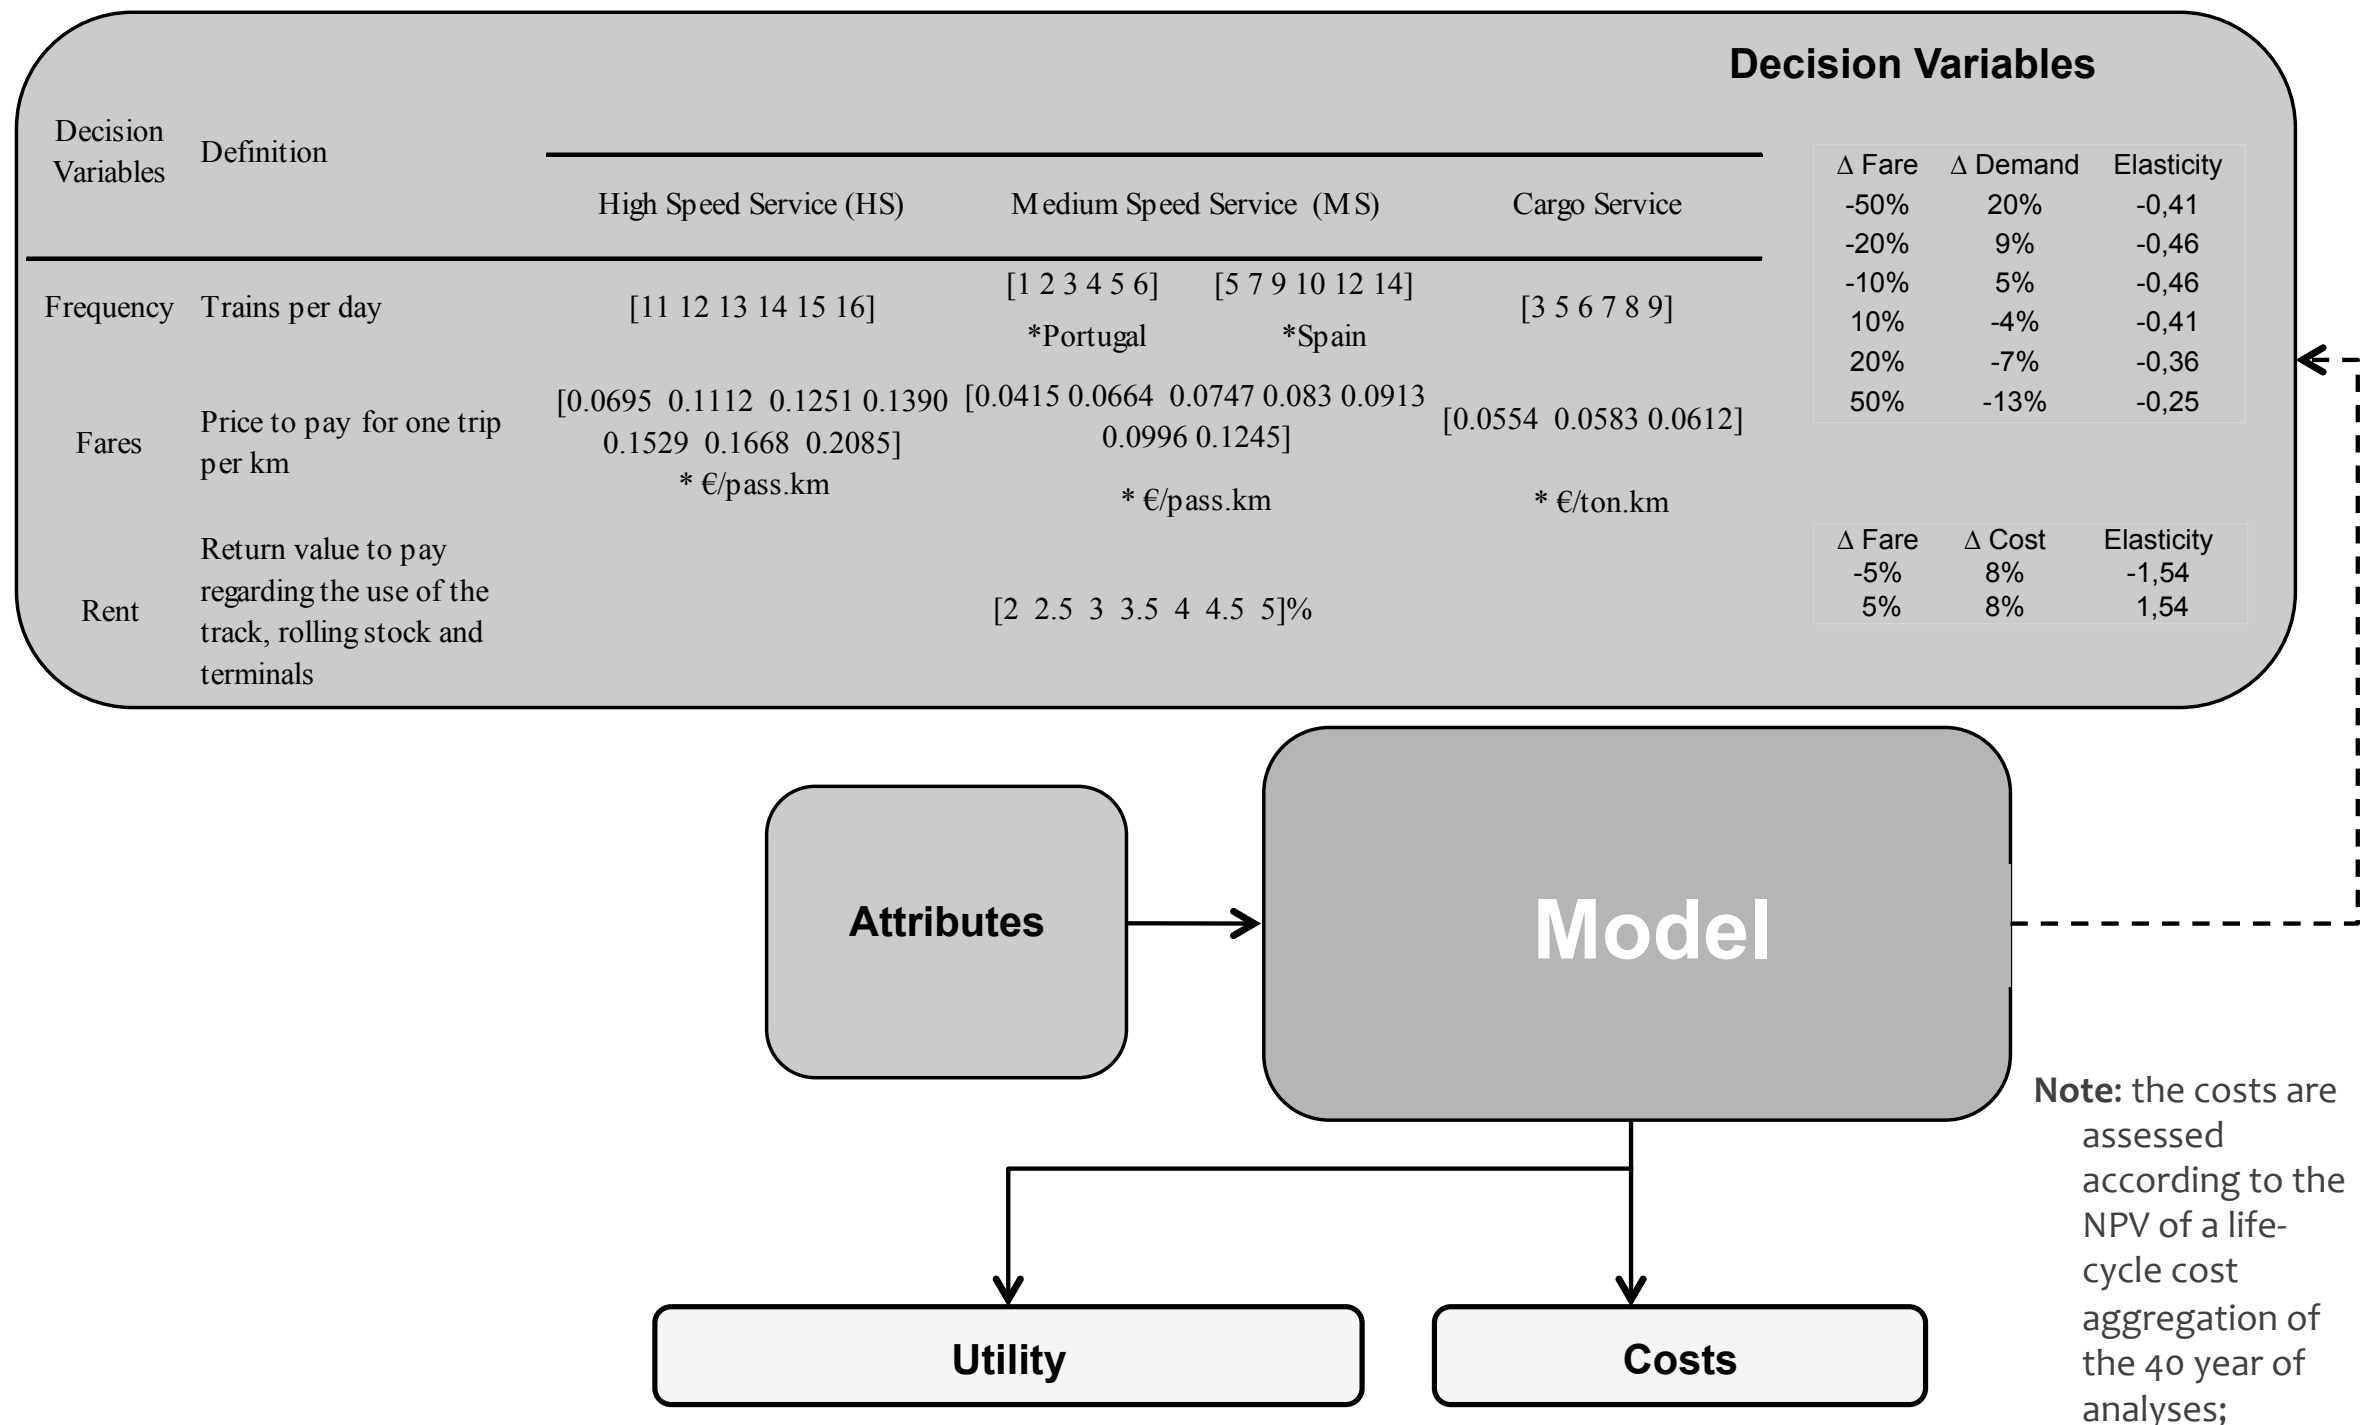 Decision Variables
Decision
Variables
Definition
High Speed Service (HS)
Medium Speed Service (MS)
Cargo Service
Frequency
Trains per day
[11 12 13 14 15 16]
[1 2 3 4 5 6]
*Portugal
[5 7 9 10 12 14]
*Spain
[3 5 6 7 8 9]
Fares
Price to pay for one trip
per km
[0.0695 0.1112 0.1251 0.1390
0.1529 0.1668 0.2085]
* €/pass.km
[0.0415 0.0664 0.0747 0.083 0.0913
0.0996 0.1245]
* €/pass.km
[0.0554 0.0583 0.0612]
* €/ton.km
Rent
Return value to pay
regarding the use of the
track, rolling stock and
terminals
[2 2.5 3 3.5 4 4.5 5]%
Δ Fare Δ Demand Elasticity
-50% 20% -0,41
-20% 9% -0,46
-10% 5% -0,46
10% -4% -0,41
20% -7% -0,36
50% -13% -0,25
Δ Fare Δ Cost Elasticity
-5% 8% -1,54
5% 8% 1,54
Attributes
Model
Utility
Costs
Note: the costs are
assessed
according to the
NPV of a life-
cycle cost
aggregation of
the 40 year of
analyses;